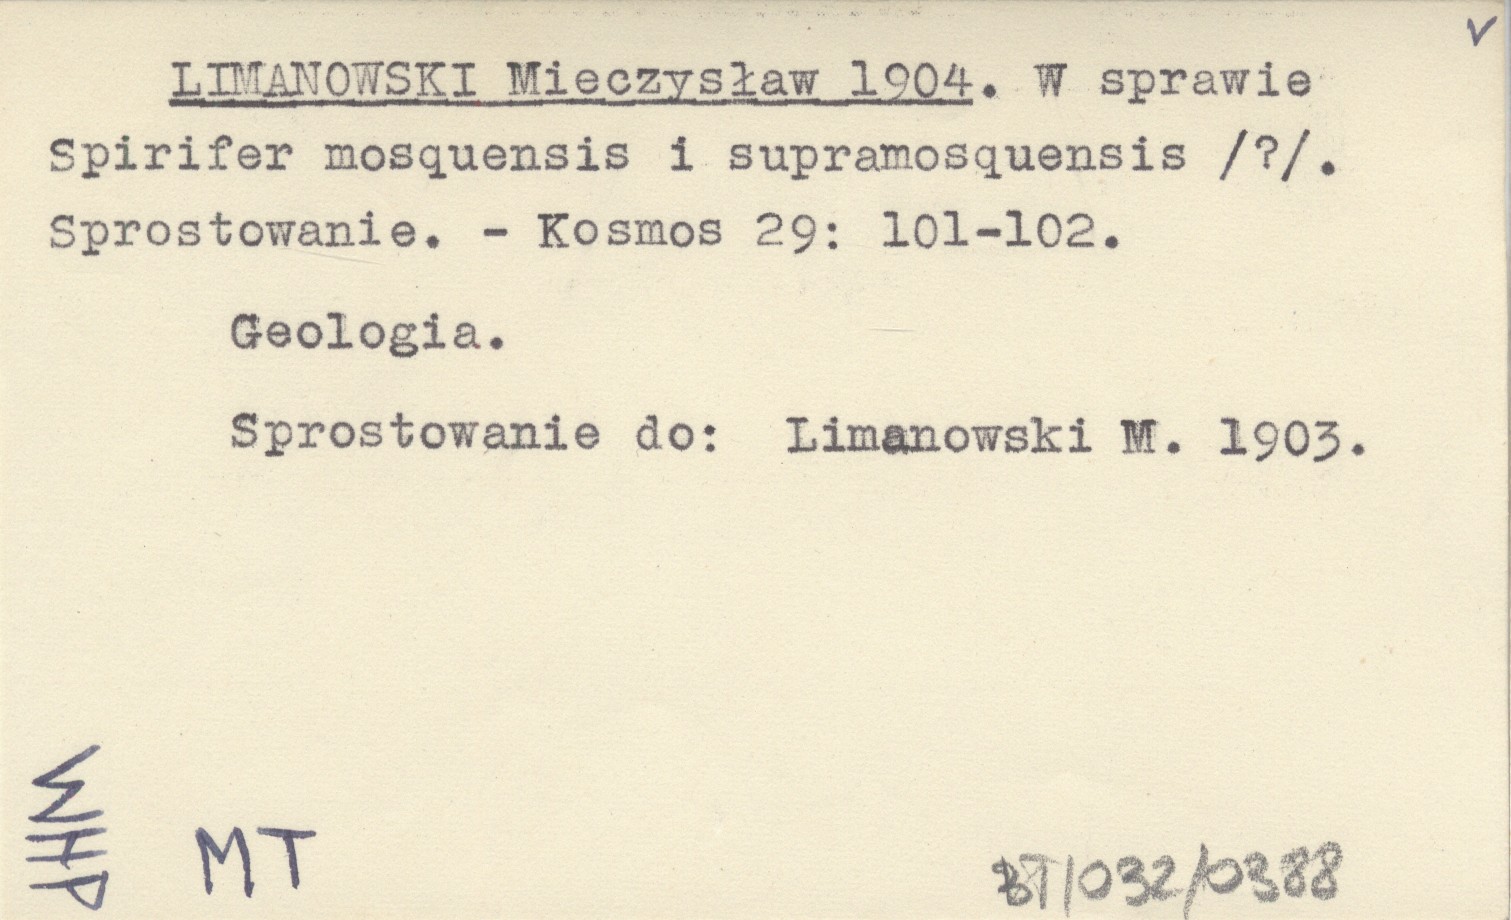 LIMANOWSKI Mieczysław 1904. W sprawie
Spirifer mosquensis i supramosquensis /?/.
Sprostowanie. - Kosmos 29: 101-102.
Geologia.
Sprostowanie do: Limanowski M. 1903.
WHP
MT
BT/032/0388